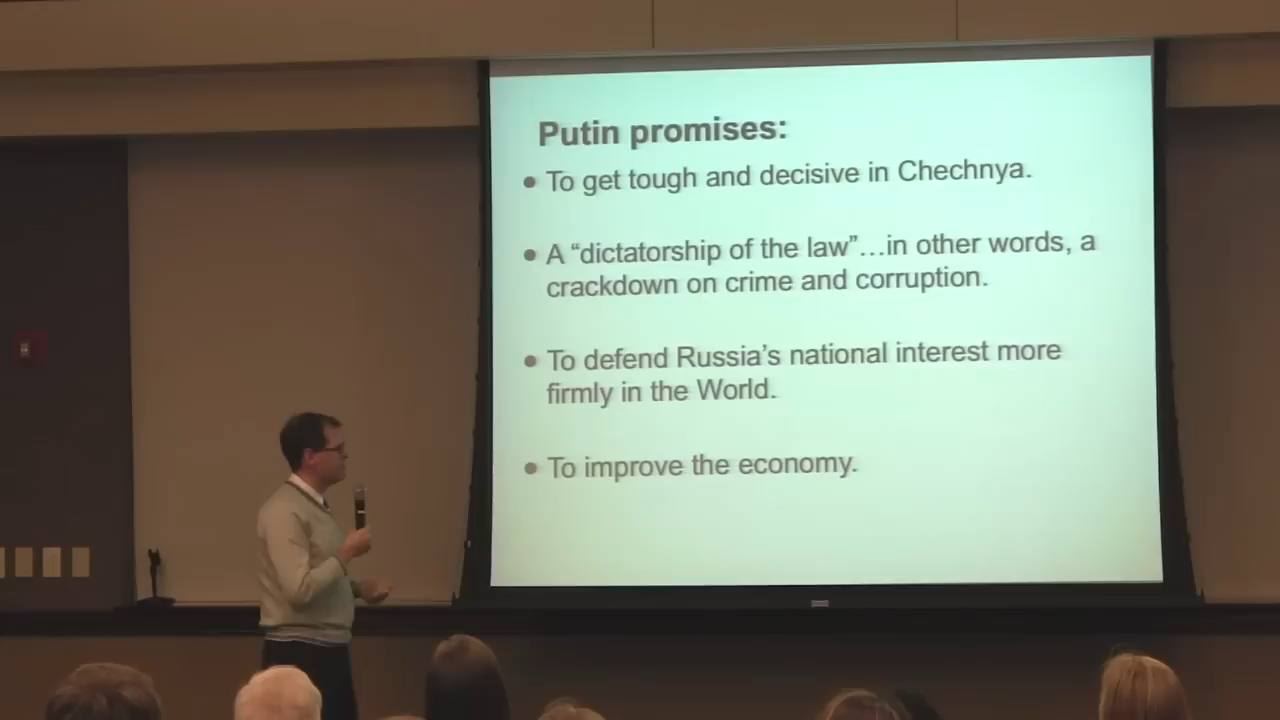 Putin promises:
• To get tough and decisive in Chechnya.
• A “dictatorship of the law”…in other words, a
crackdown on crime and corruption.
• To defend Russia’s national interest more
firmly in the World.
• To improve the economy.